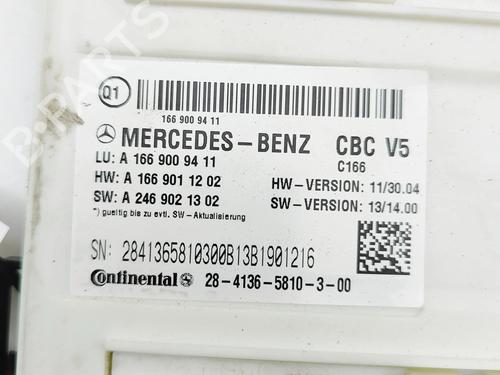 Q1
166 900 94 11
MERCEDES-BENZ CBC V5
C166
LU: A 166 900 94 11
HW: A 166 901 12 02 HW-VERSION: 11/30.04
SW: A 246 902 13 02 SW-VERSION: 13/14.00
*) gueltig bis zu evtl. SW-Aktualisierung
SN: 2841365810300B13B1901216
Continental 28-4136-5810-3-00
B-PARTS